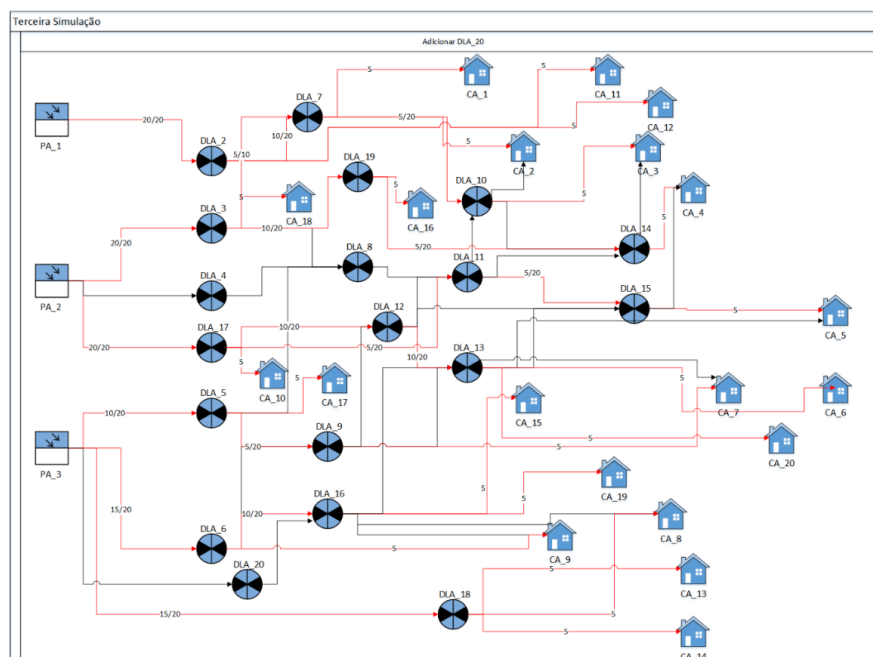 Terceira Simulação
Adicionar DLA_20
5
5
CA_1
CA_11
DLA_7
20/20
PA_1
DLA_2
5/20
5
CA_12
10/20
5/10
5
CA_2
5
CA_3
DLA_19
DLA_10
5
CA_18
5
CA_16
5
CA_4
DLA_3
10/20
DLA_14
20/20
DLA_8
5/20
DLA_11
PA_2
DLA_4
5/20
DLA_15
DLA_12
5
CA_5
DLA_17
10/20
20/20
5/20
DLA_13
10/20
5
CA_10
5
CA_17
5
CA_15
CA_7
5
CA_6
DLA_5
10/20
PA_3
5/20
DLA_9
5
CA_20
DLA_16
5
5
CA_19
15/20
10/20
DLA_6
5
CA_9
CA_8
DLA_20
5
CA_13
DLA_18
15/20
5
5
CA_14